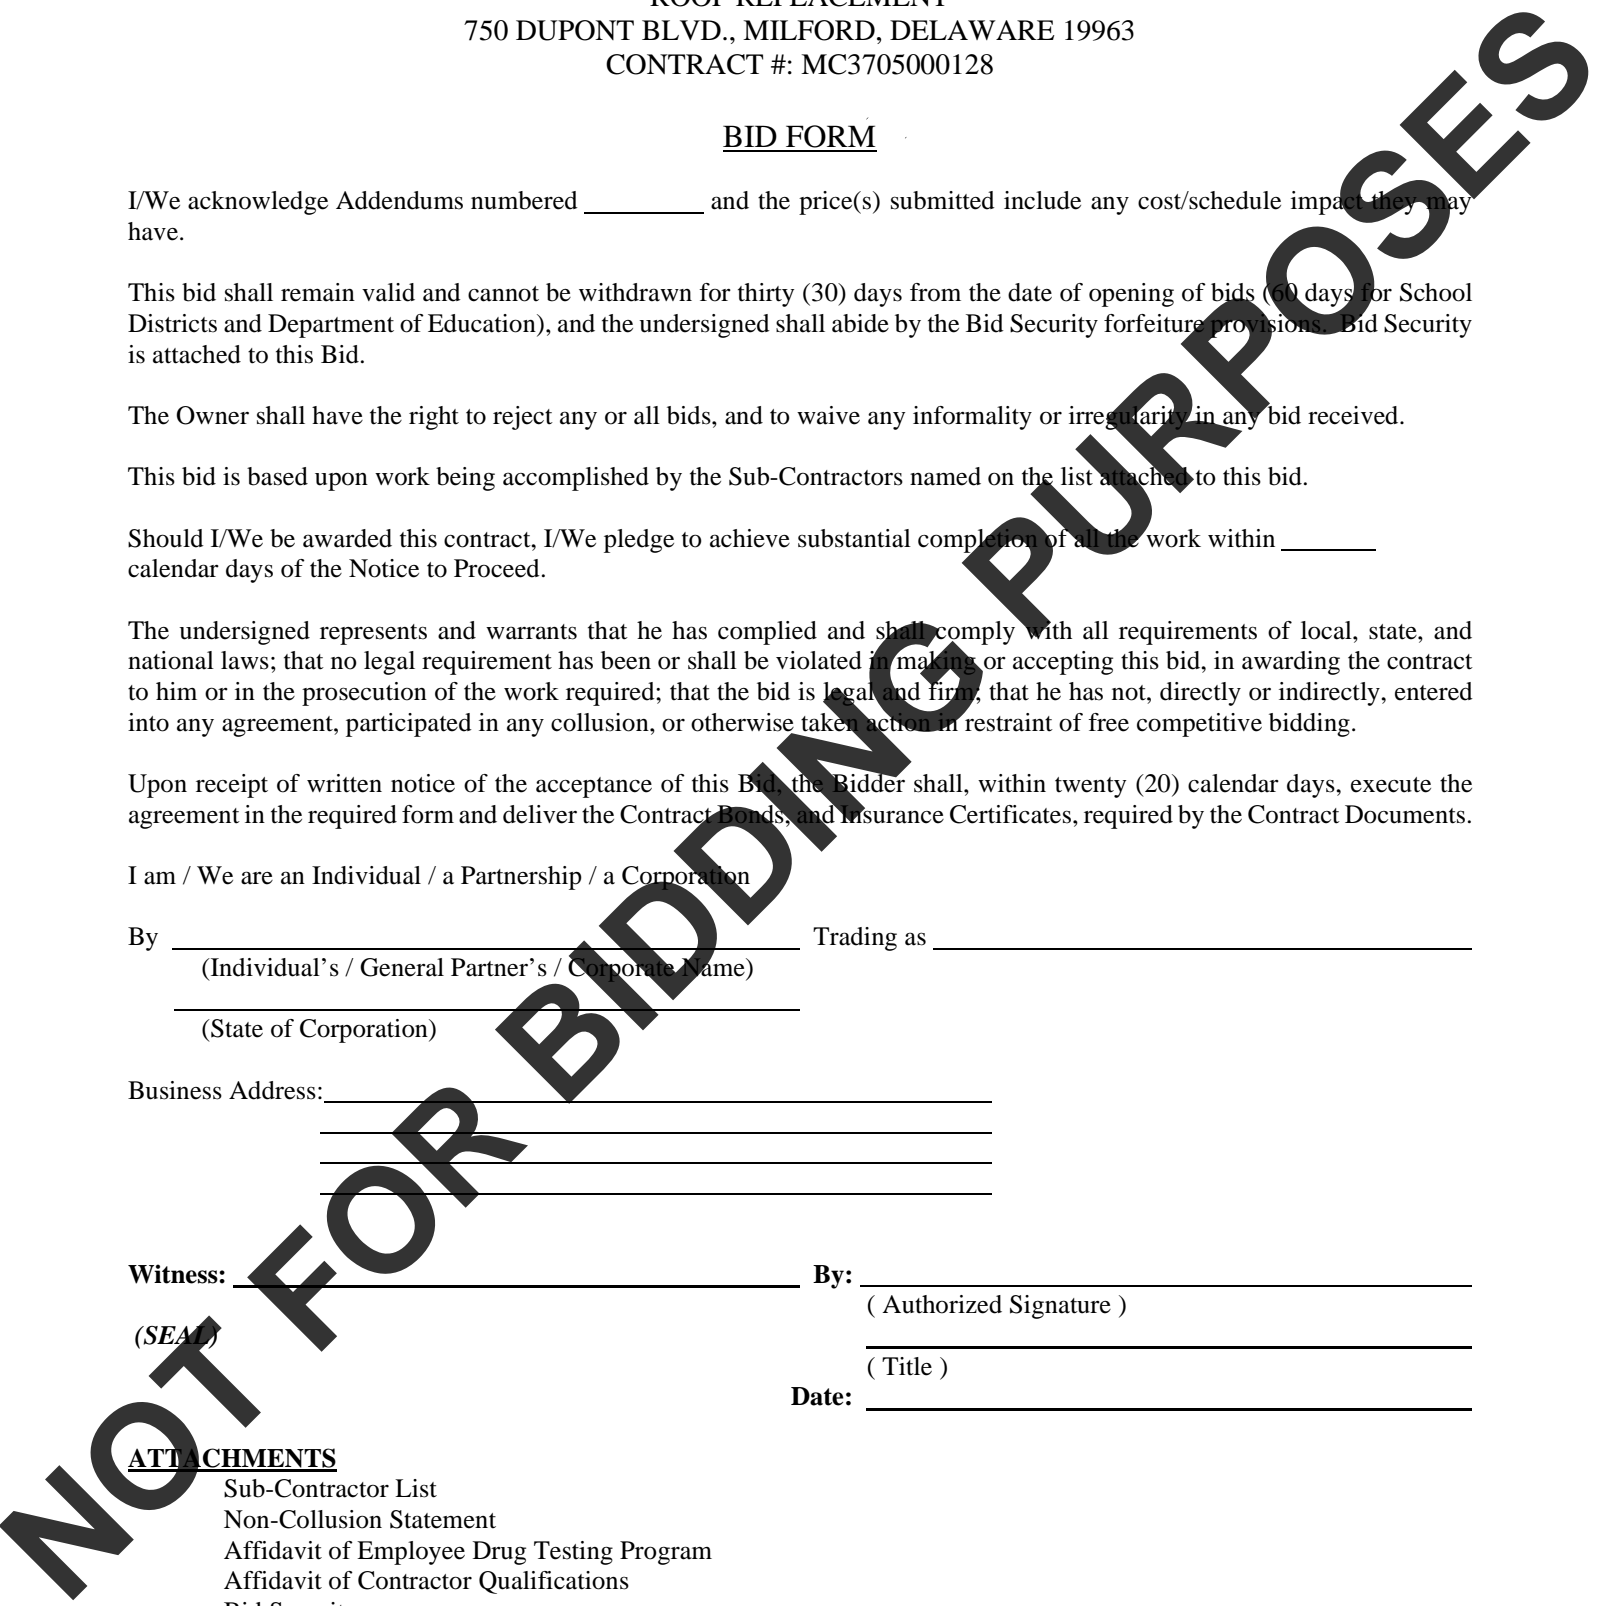 ROOF REPLACEMENT
750 DUPONT BLVD., MILFORD, DELAWARE 19963
CONTRACT #: MC3705000128
BID FORM
I/We acknowledge Addendums numbered _________ and the price(s) submitted include any cost/schedule impact they may
have.
This bid shall remain valid and cannot be withdrawn for thirty (30) days from the date of opening of bids (60 days for School
Districts and Department of Education), and the undersigned shall abide by the Bid Security forfeiture provisions. Bid Security
is attached to this Bid.
The Owner shall have the right to reject any or all bids, and to waive any informality or irregularity in any bid received.
This bid is based upon work being accomplished by the Sub-Contractors named on the list attached to this bid.
Should I/We be awarded this contract, I/We pledge to achieve substantial completion of all the work within _______
calendar days of the Notice to Proceed.
The undersigned represents and warrants that he has complied and shall comply with all requirements of local, state, and
national laws; that no legal requirement has been or shall be violated in making or accepting this bid, in awarding the contract
to him or in the prosecution of the work required; that the bid is legal and firm; that he has not, directly or indirectly, entered
into any agreement, participated in any collusion, or otherwise taken action in restraint of free competitive bidding.
Upon receipt of written notice of the acceptance of this Bid, the Bidder shall, within twenty (20) calendar days, execute the
agreement in the required form and deliver the Contract Bonds, and Insurance Certificates, required by the Contract Documents.
I am / We are an Individual / a Partnership / a Corporation
By Trading as
(Individual’s / General Partner’s / Corporate Name)
(State of Corporation)
Business Address:
Witness: By:
( Authorized Signature )
(SEAL)
( Title )
Date:
ATTACHMENTS
Sub-Contractor List
Non-Collusion Statement
Affidavit of Employee Drug Testing Program
Affidavit of Contractor Qualifications
Bid Security
NOT FOR BIDDING PURPOSES